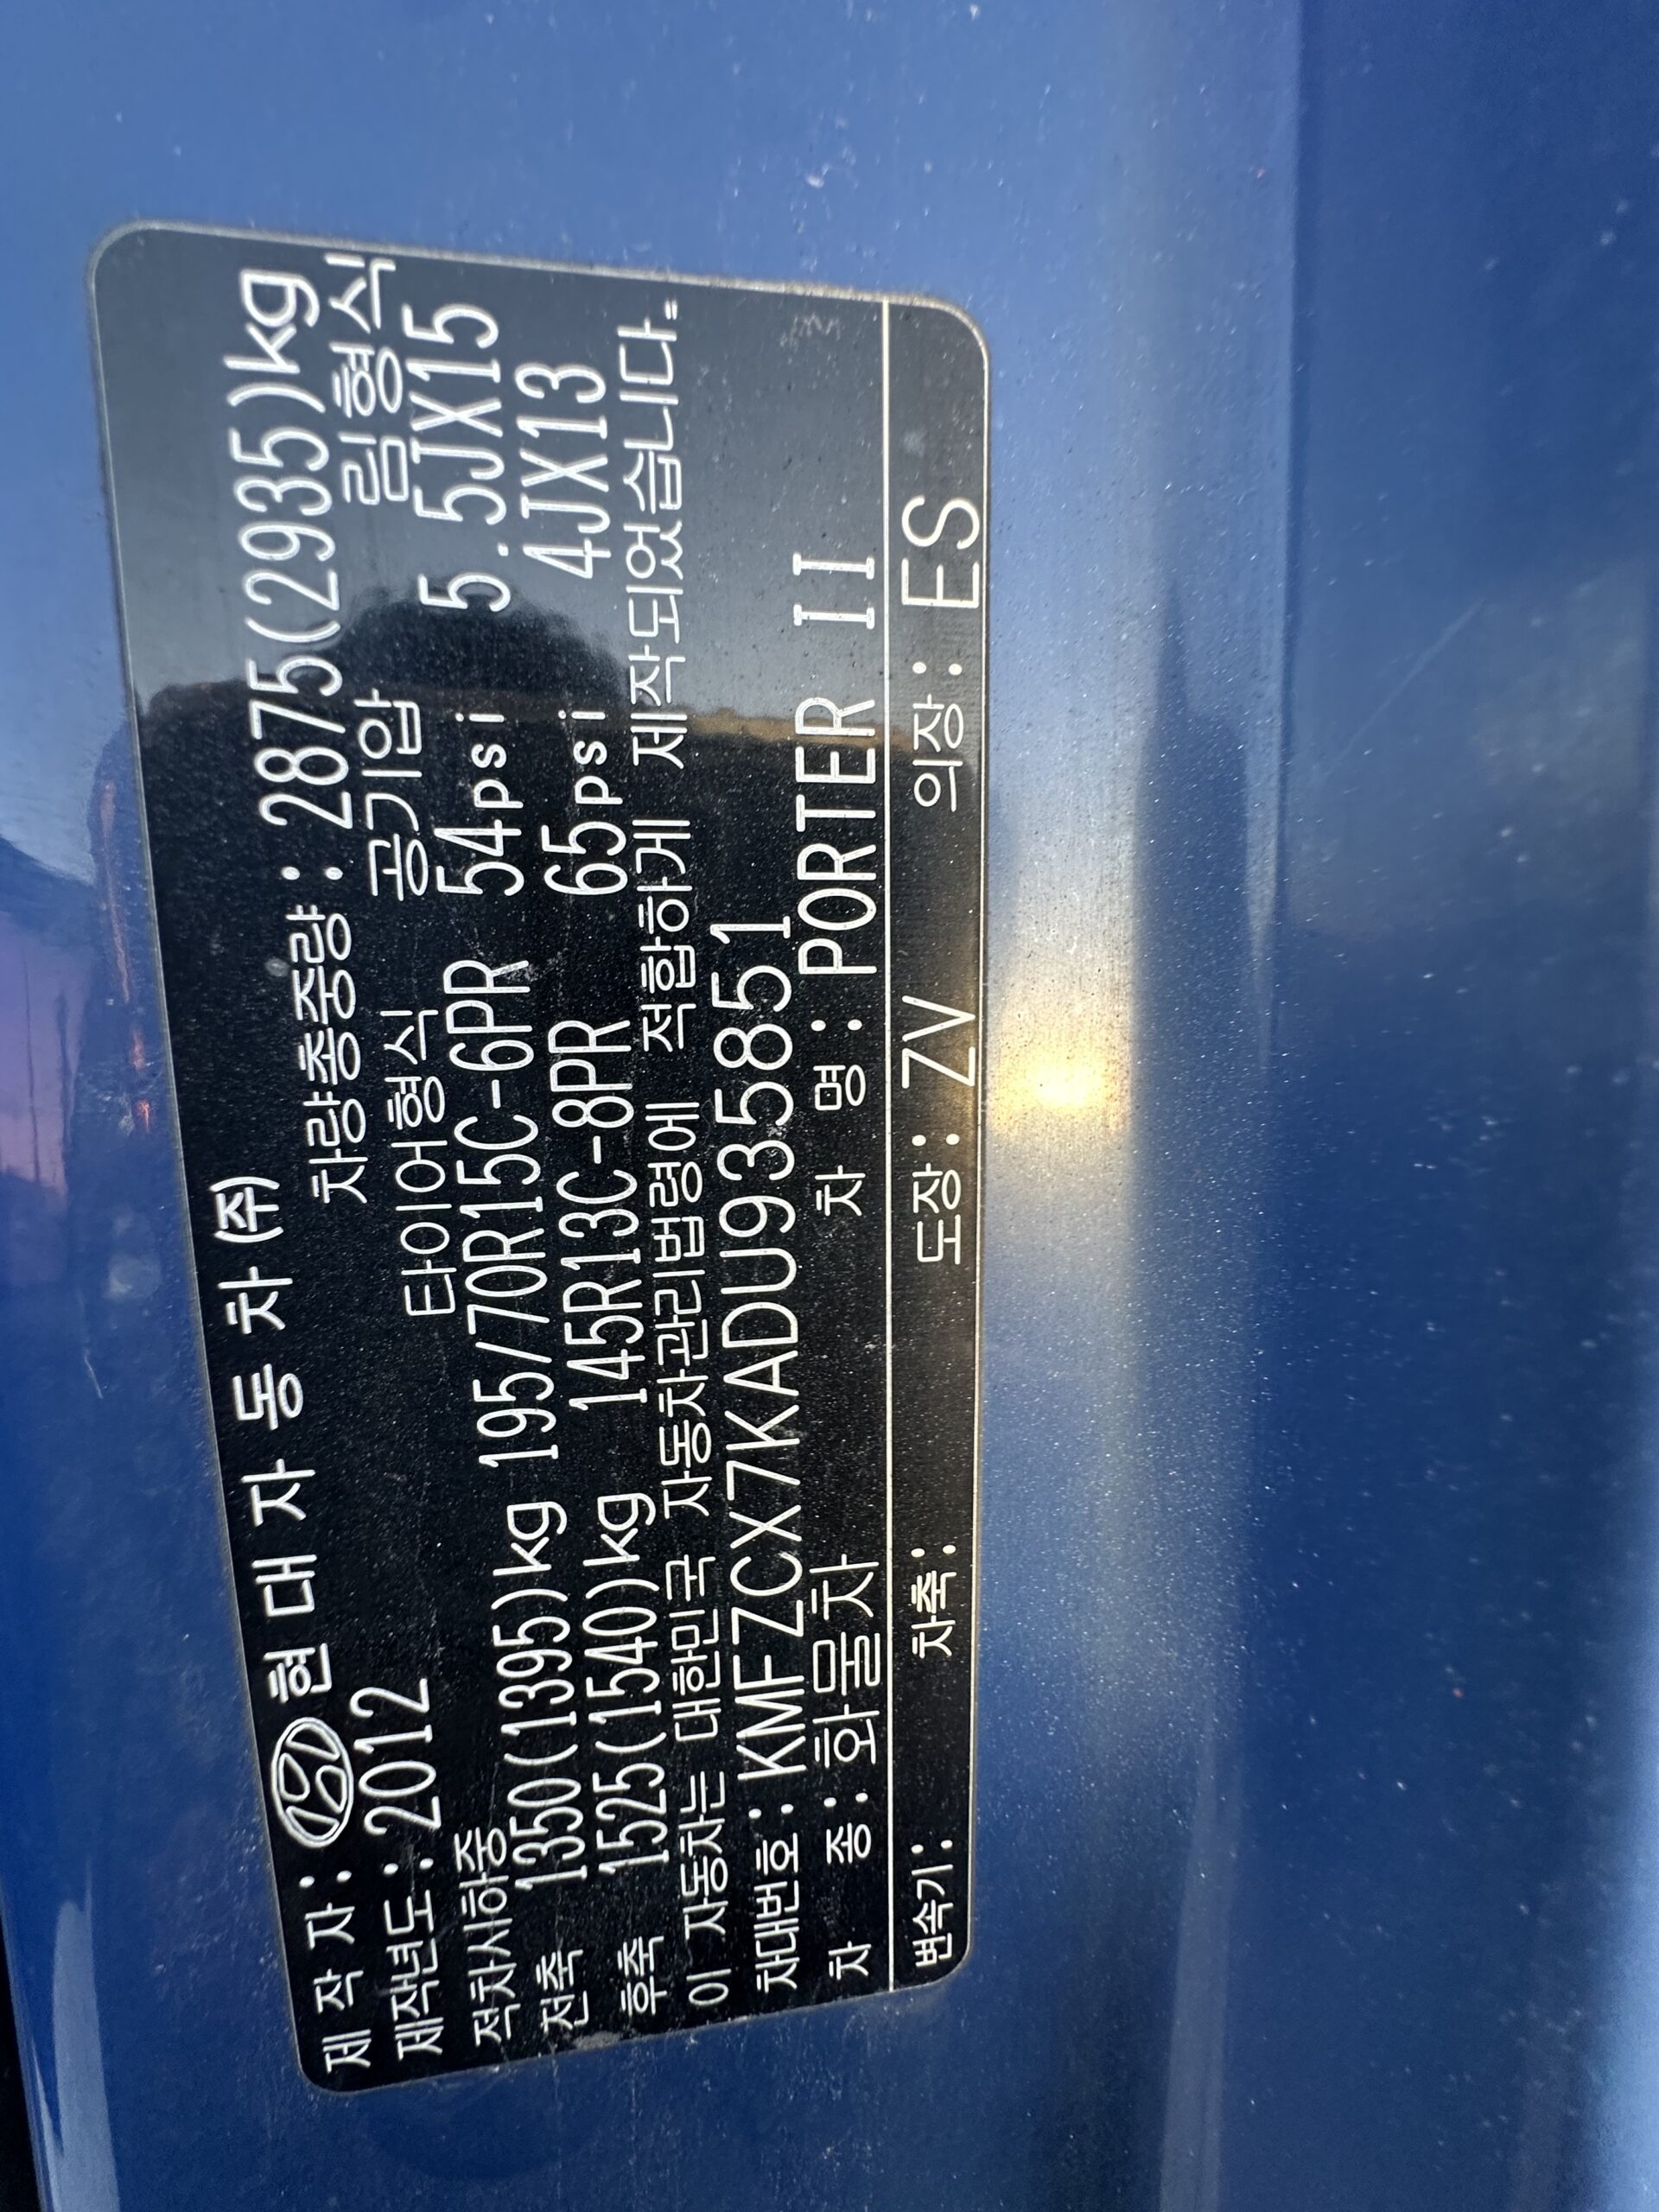 제 작 자: 현 대 자 동 차 (주)
제작년도: 2012 차량총중량: 2875(2935)kg
적차시하중 타이어형식 공기압 림형식
전축 1350(1395)kg 195/70R15C-6PR 54psi 5.5JX15
후축 1525(1540)kg 145R13C-8PR 65psi 4JX13
이 자동차는 대한민국 자동차관리법령에 적합하게 제작되었습니다.
차대번호: KMFZCX7KADU935851
차 종: 화물차 차 명: PORTER II
변속기: 차축: 도장: ZV 의장: ES